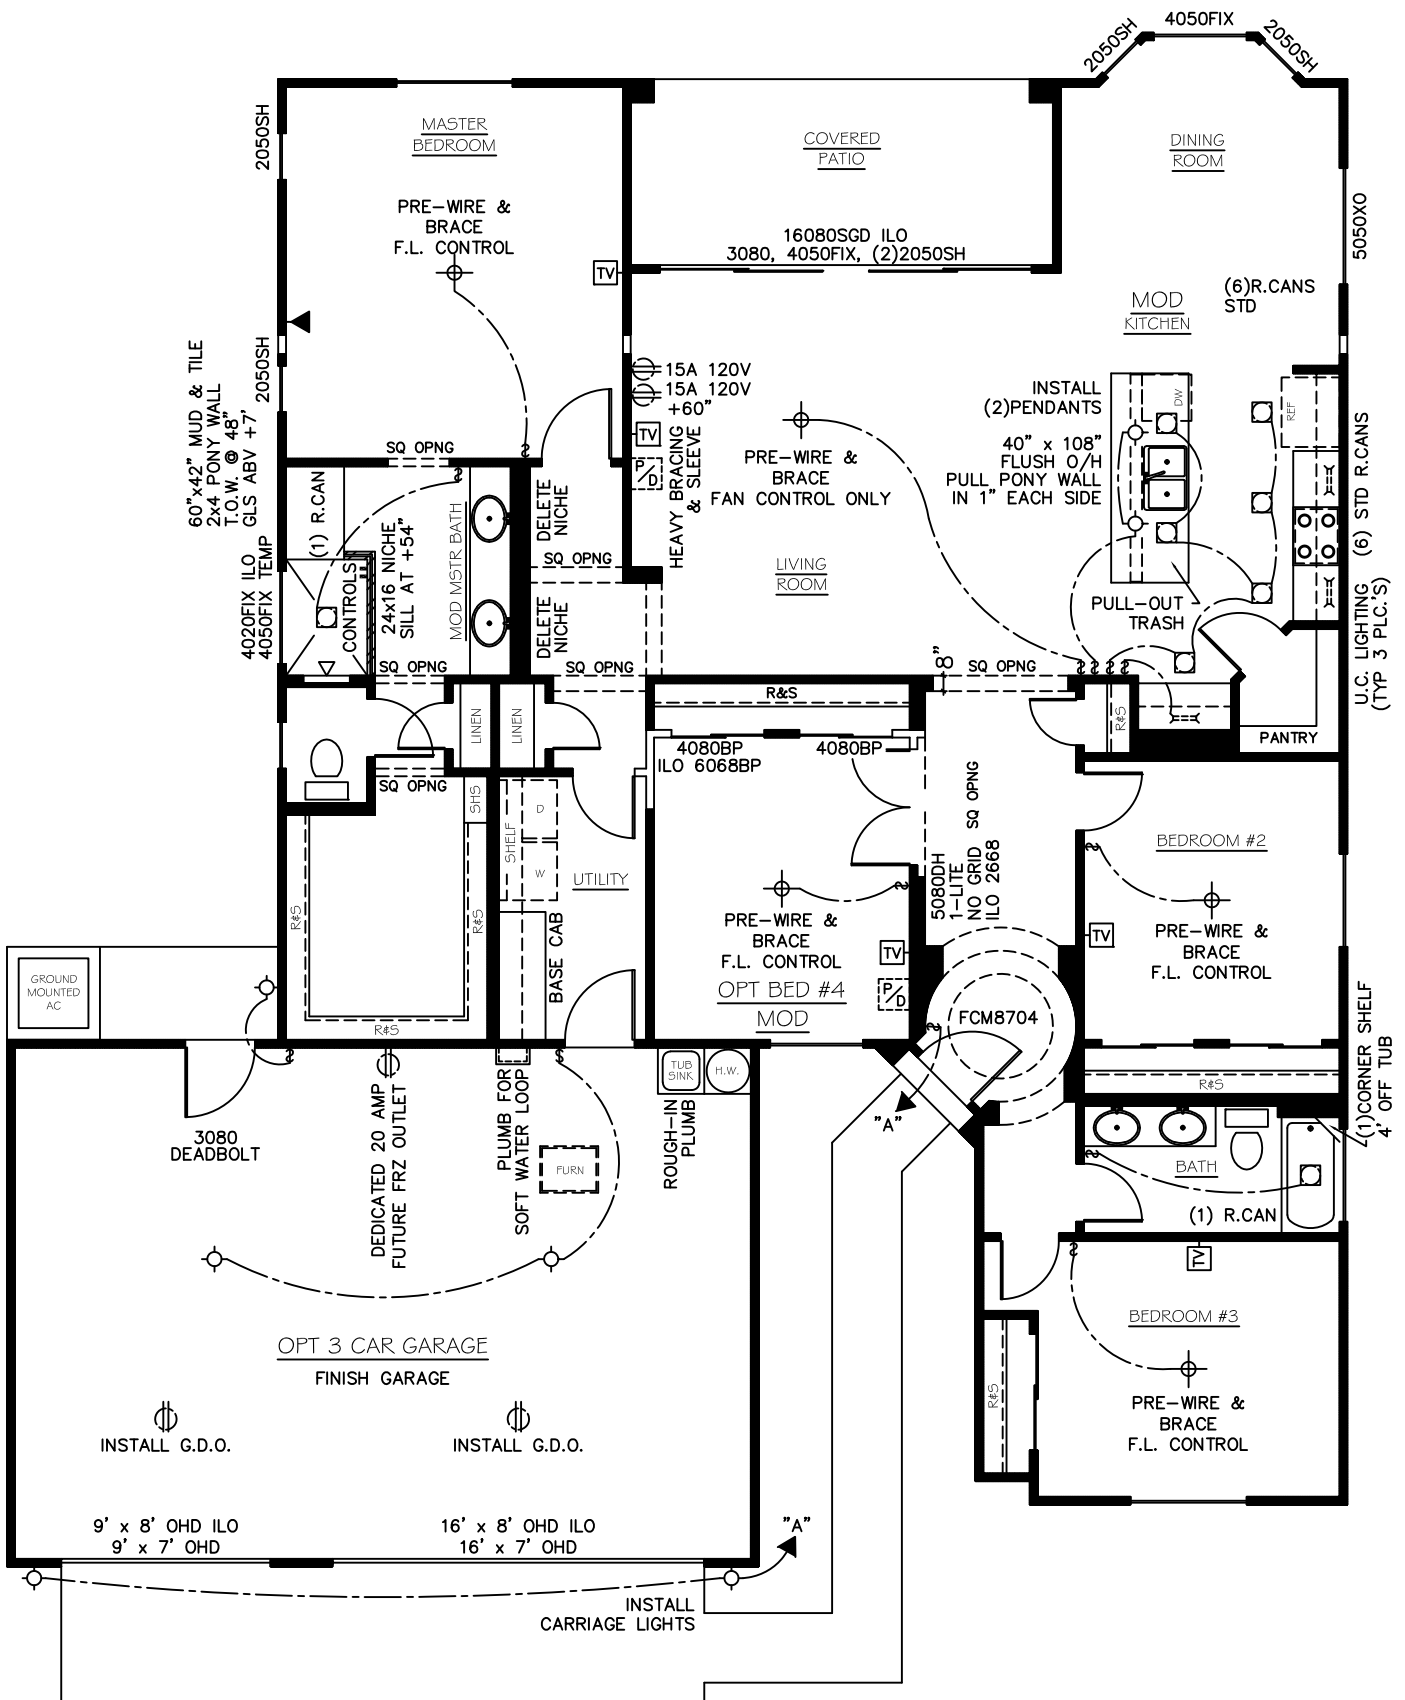 4050FIX
2050SH
2050SH
2050SH
MASTER
BEDROOM
COVERED
PATIO
DINING
ROOM
PRE-WIRE &
BRACE
F.L. CONTROL
TV
16080SGD ILO
3080, 4050FIX, (2)2050SH
5050XO
MOD
KITCHEN
(6)R.CANS
STD
2050SH
60"x42" MUD & TILE
2x4 PONY WALL
T.O.W. @ 48"
GLS ABV +7'
15A 120V
15A 120V
+60"
TV
P/D
HEAVY BRACING
& SLEEVE
INSTALL
(2)PENDANTS
DW
REF
40" x 108"
FLUSH O/H
PULL PONY WALL
IN 1" EACH SIDE
PRE-WIRE &
BRACE
FAN CONTROL ONLY
(6) STD R.CANS
SQ OPNG
(1) R.CAN
24x16 NICHE
SILL AT +54"
MOD MSTR BATH
DELETE
NICHE
SQ OPNG
DELETE
NICHE
LIVING
ROOM
4020FIX ILO
4050FIX TEMP
CONTROLS
PULL-OUT
TRASH
U.C. LIGHTING
(TYP 3 PLC.'S)
SQ OPNG
SQ OPNG
8"
SQ OPNG
R&S
LINEN
LINEN
R&S
PANTRY
4080BP
ILO 6068BP
4080BP
SQ OPNG
SHS
SHELF
D
W
UTILITY
BASE CAB
R&S
R&S
R&S
5080DH
1-LITE
NO GRID
ILO 2668
SQ OPNG
BEDROOM #2
PRE-WIRE &
BRACE
F.L. CONTROL
TV
OPT BED #4
MOD
P/D
TV
PRE-WIRE &
BRACE
F.L. CONTROL
GROUND
MOUNTED
AC
FCM8704
R&S
(1)CORNER SHELF
4' OFF TUB
3080
DEADBOLT
DEDICATED 20 AMP
FUTURE FRZ OUTLET
PLUMB FOR
SOFT WATER LOOP
FURN
TUB
SINK
H.W.
ROUGH-IN
PLUMB
"A"
BATH
(1) R.CAN
TV
BEDROOM #3
R&S
PRE-WIRE &
BRACE
F.L. CONTROL
OPT 3 CAR GARAGE
FINISH GARAGE
INSTALL G.D.O.
INSTALL G.D.O.
9' x 8' OHD ILO
9' x 7' OHD
16' x 8' OHD ILO
16' x 7' OHD
"A"
INSTALL
CARRIAGE LIGHTS